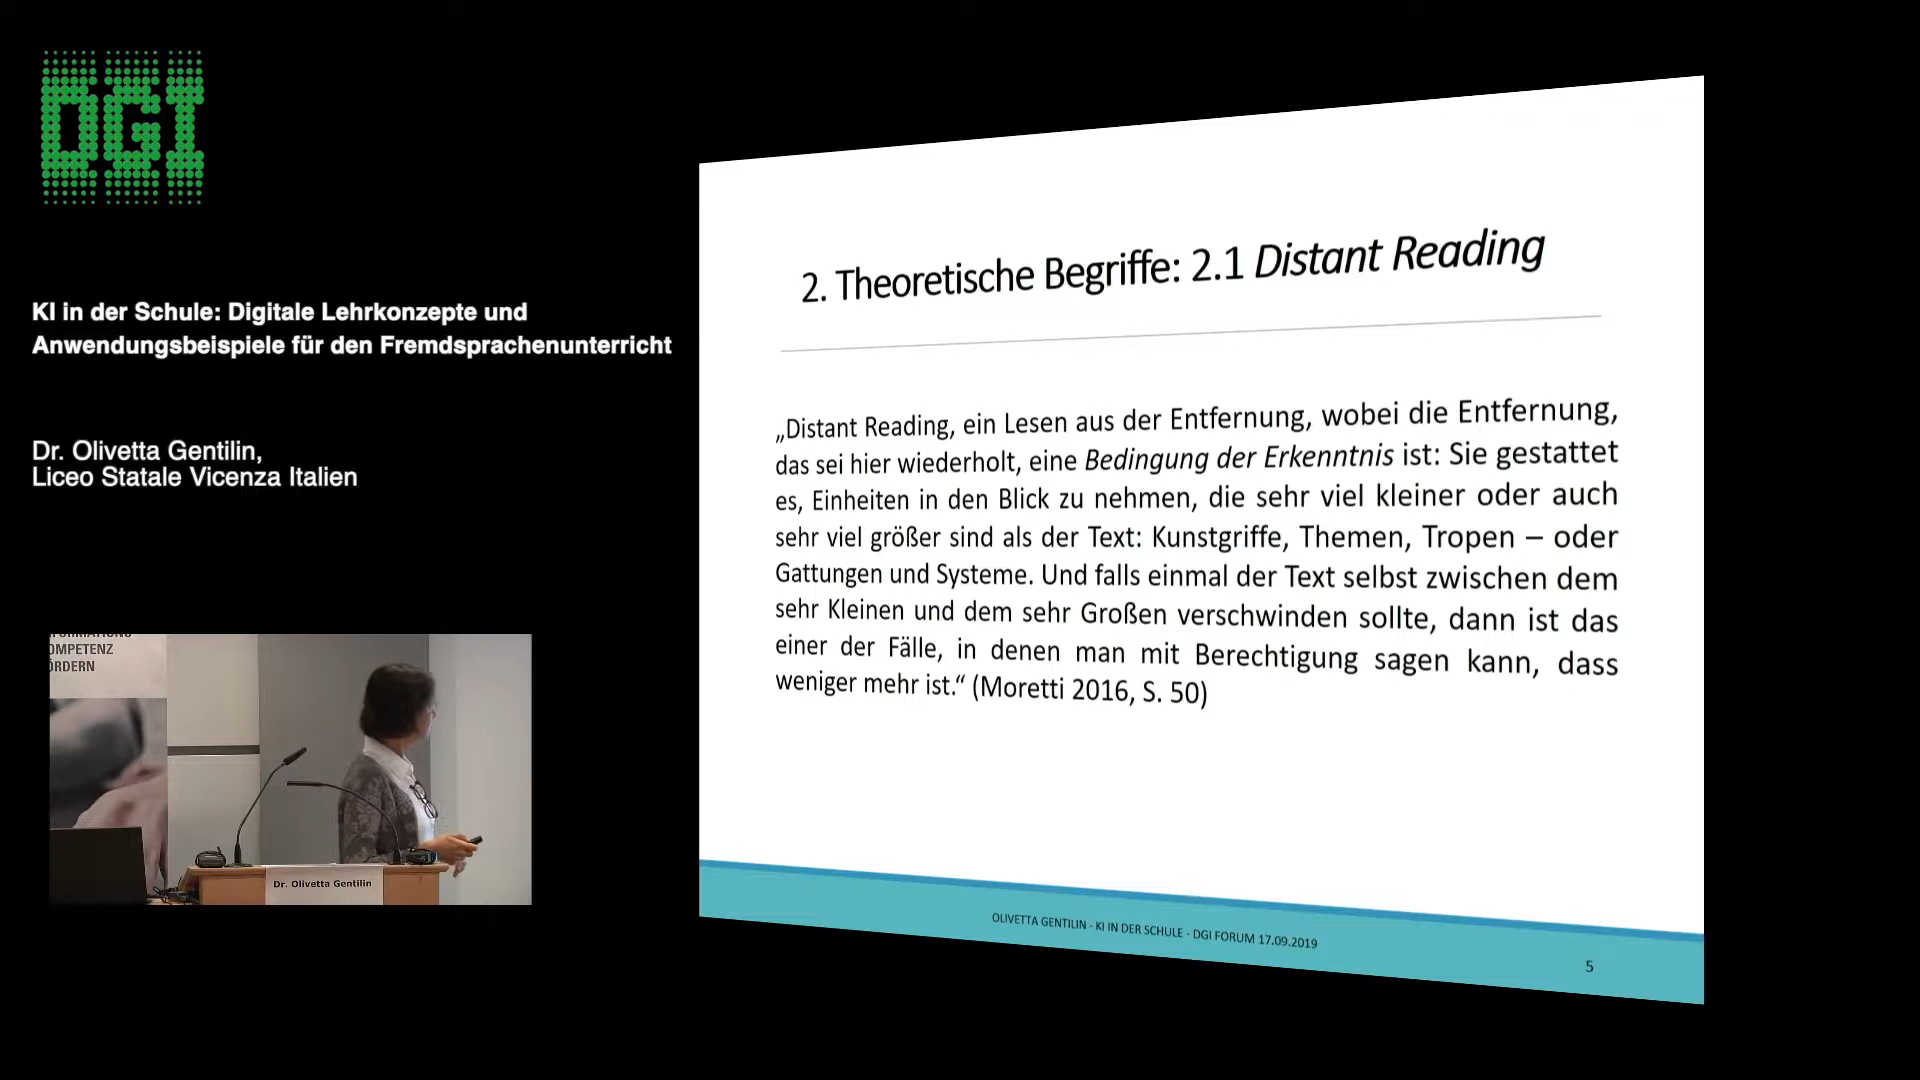 DGI
KI in der Schule: Digitale Lehrkonzepte und
Anwendungsbeispiele für den Fremdsprachenunterricht
Dr. Olivetta Gentilin,
Liceo Statale Vicenza Italien
OMPETENZ
ÖRDERN
Dr. Olivetta Gentilin
2. Theoretische Begriffe: 2.1 Distant Reading
„Distant Reading, ein Lesen aus der Entfernung, wobei die Entfernung,
das sei hier wiederholt, eine Bedingung der Erkenntnis ist: Sie gestattet
es, Einheiten in den Blick zu nehmen, die sehr viel kleiner oder auch
sehr viel größer sind als der Text: Kunstgriffe, Themen, Tropen – oder
Gattungen und Systeme. Und falls einmal der Text selbst zwischen dem
sehr Kleinen und dem sehr Großen verschwinden sollte, dann ist das
einer der Fälle, in denen man mit Berechtigung sagen kann, dass
weniger mehr ist.“ (Moretti 2016, S. 50)
OLIVETTA GENTILIN - KI IN DER SCHULE - DGI FORUM 17.09.2019
5